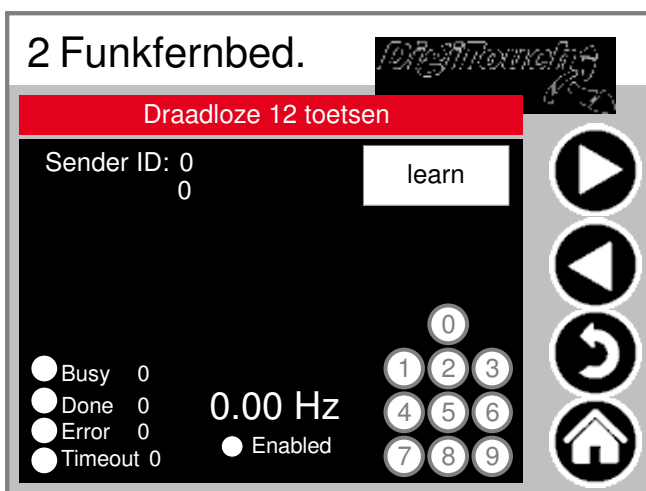 2 Funkfernbed.
DigiTouch
Draadloze 12 toetsen
Sender ID: 0
0
learn
0
1 2 3
4 5 6
7 8 9
Busy 0
Done 0
Error 0
Timeout 0
0.00 Hz
Enabled